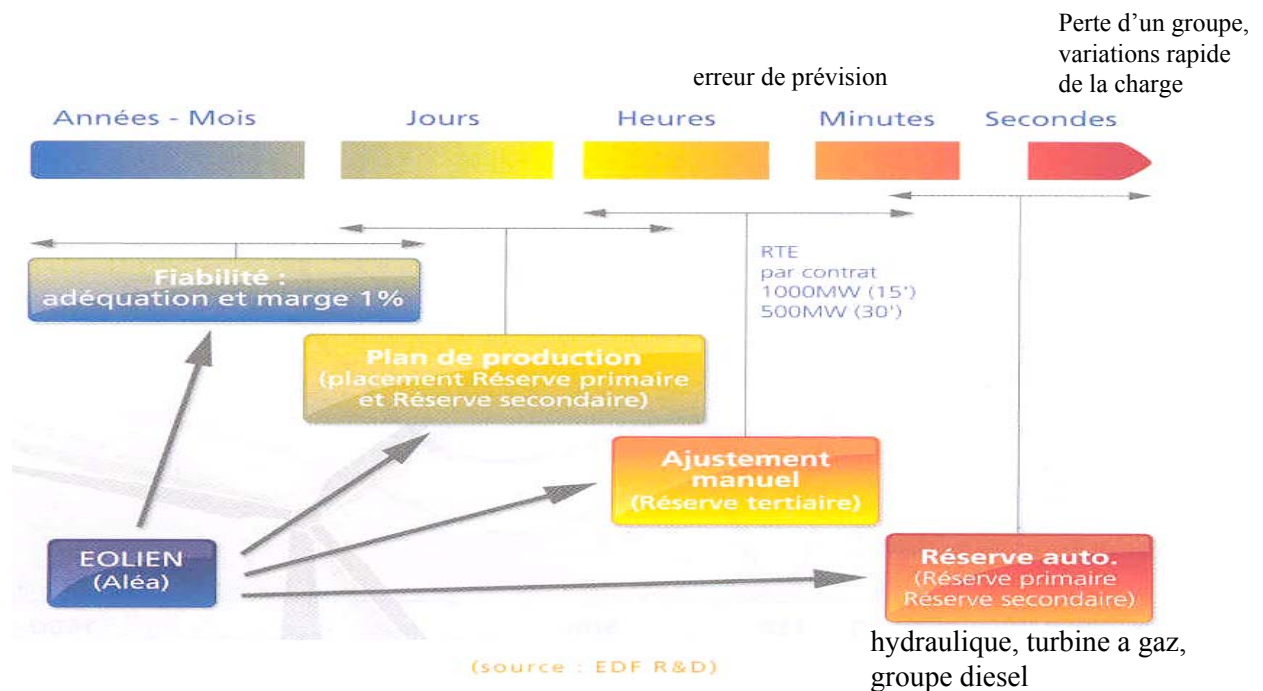 Perte d'un groupe,
variations rapide
de la charge
erreur de prévision
Années - Mois
Jours
Heures
Minutes
Secondes
RTE
par contrat
1000MW (15')
500MW (30')
Fiabilité :
adéquation et marge 1%
Plan de production
(placement Réserve primaire
et Réserve secondaire)
Ajustement
manuel
(Réserve tertiaire)
EOLIEN
(Aléa)
Réserve auto.
(Réserve primaire
Réserve secondaire)
hydraulique, turbine a gaz,
groupe diesel
(source : EDF R&D)